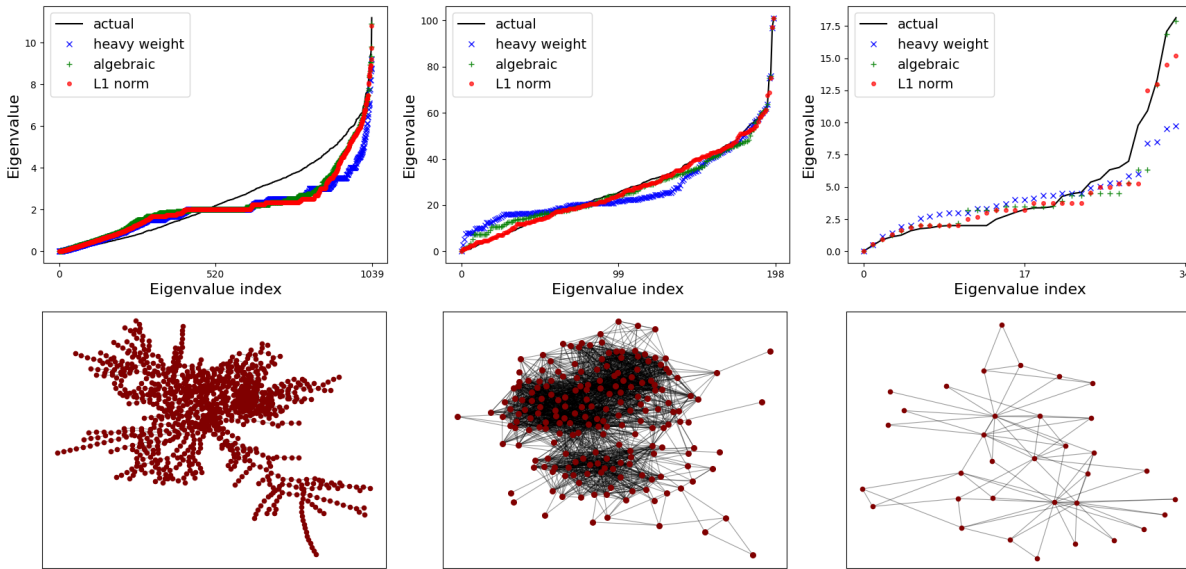 actual
heavy weight
algebraic
L1 norm
Eigenvalue
10
8
6
4
2
0
0
520
1039
Eigenvalue index
actual
heavy weight
algebraic
L1 norm
Eigenvalue
100
80
60
40
20
0
0
99
198
Eigenvalue index
actual
heavy weight
algebraic
L1 norm
Eigenvalue
17.5
15.0
12.5
10.0
7.5
5.0
2.5
0.0
0
17
34
Eigenvalue index